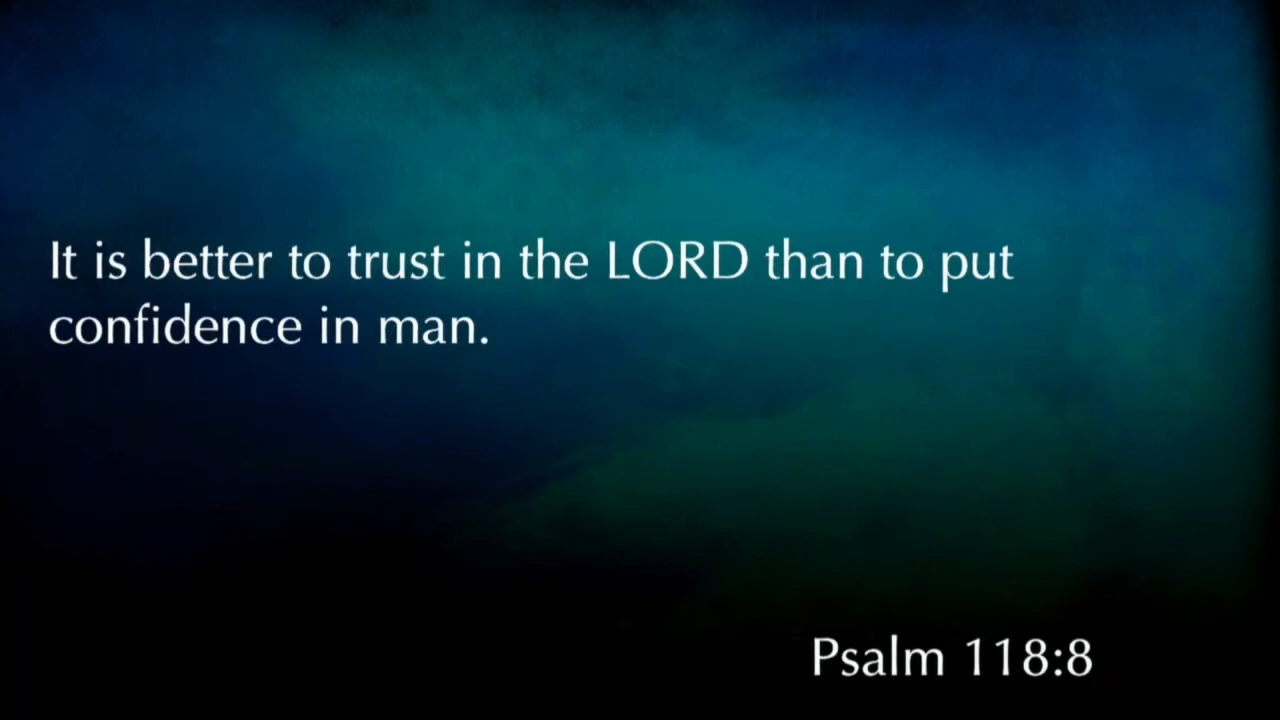 It is better to trust in the LORD than to put
confidence in man.
Psalm 118:8